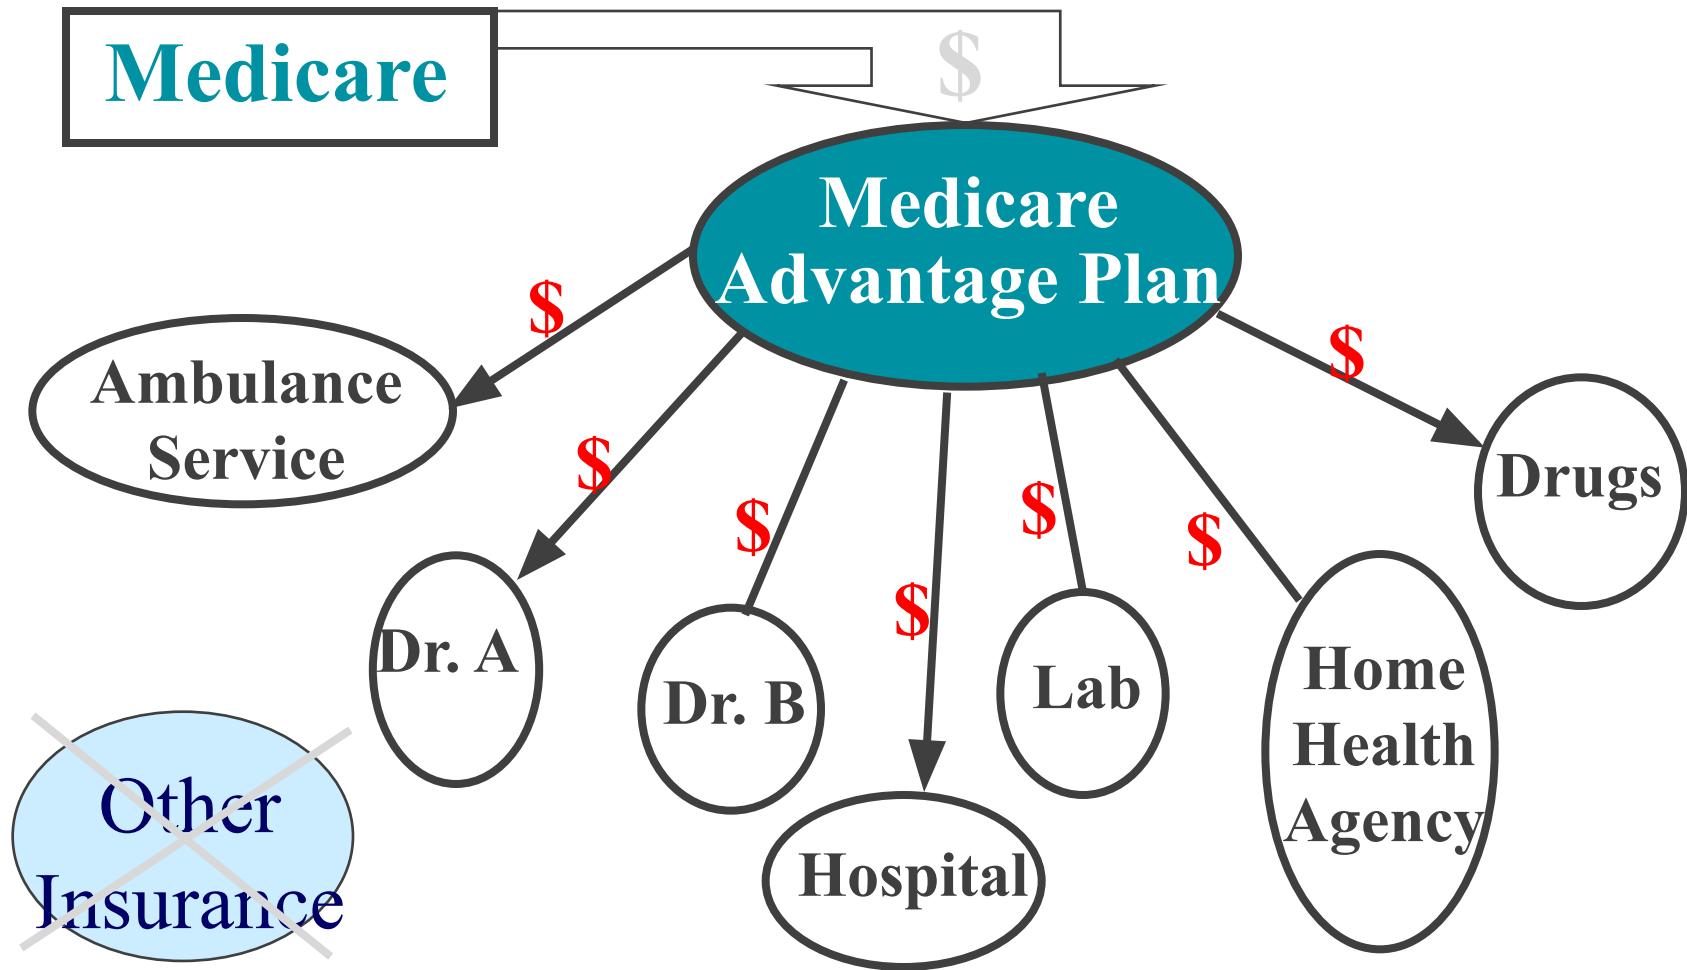 Medicare
$
Medicare
Advantage Plan
$
$
Ambulance
Service
$
Drugs
$
$
$
$
Dr. A
Dr. B
Lab
Home
Health
Agency
Hospital
Other
Insurance